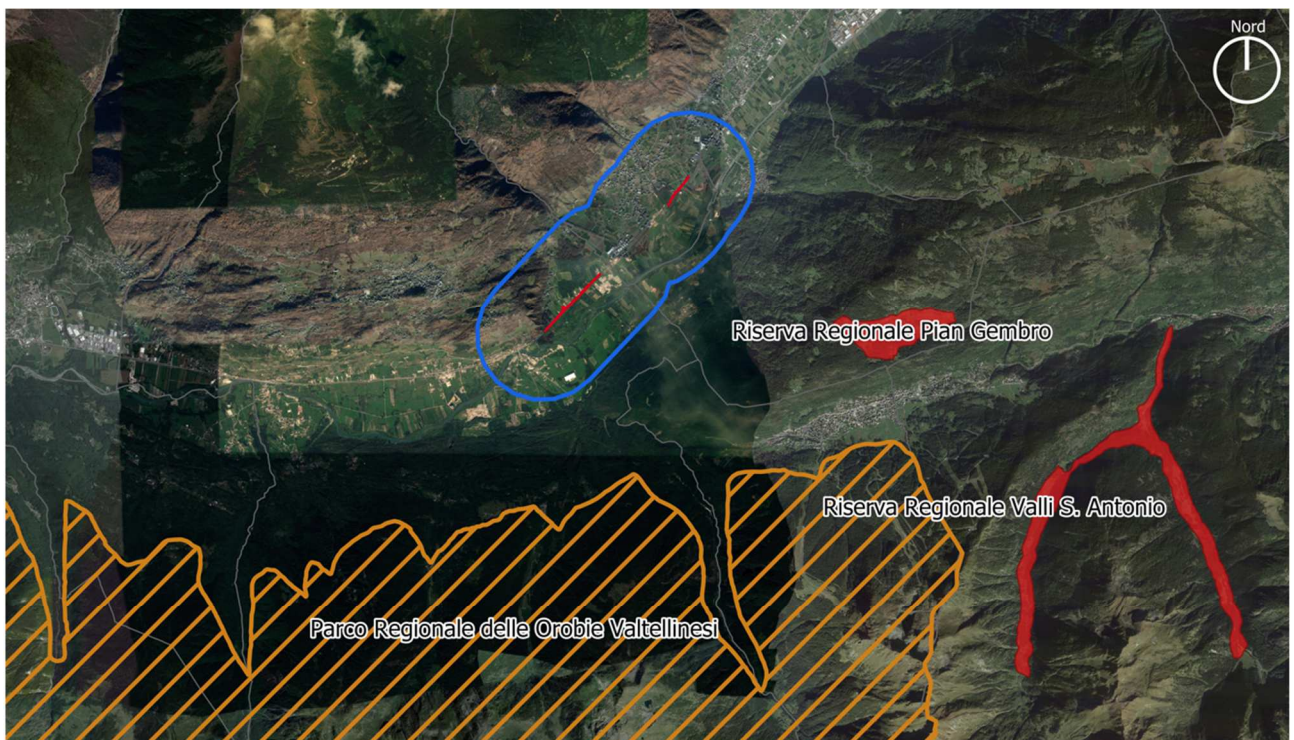 Nord
Riserva Regionale Pian Gembro
Riserva Regionale Valli S. Antonio
Parco Regionale delle Orobie Valtellinesi